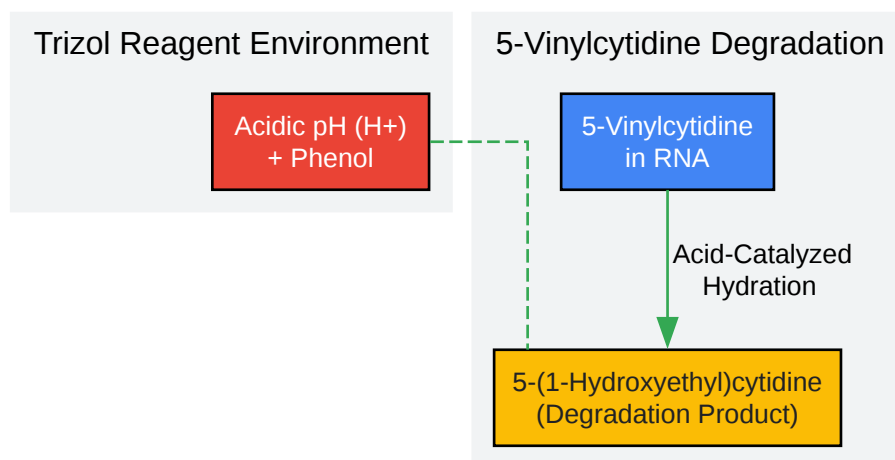 Trizol Reagent Environment
Acidic pH (H+)
+ Phenol
5-Vinylcytidine Degradation
5-Vinylcytidine
in RNA
Acid-Catalyzed
Hydration
5-(1-Hydroxyethyl)cytidine
(Degradation Product)